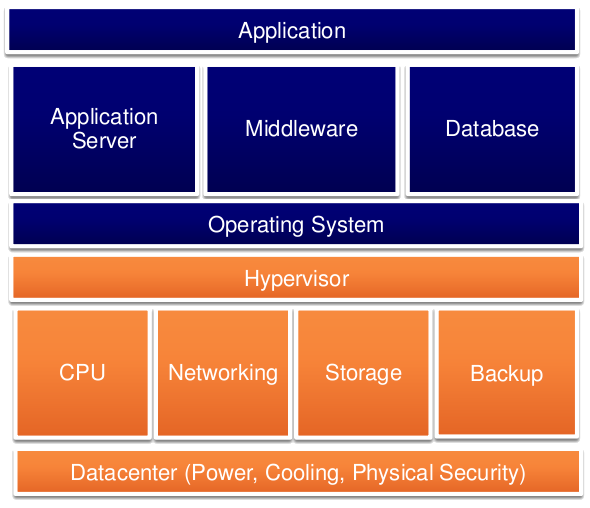 Application
Application
Server
Middleware
Database
Operating System
Hypervisor
CPU
Networking
Storage
Backup
Datacenter (Power, Cooling, Physical Security)